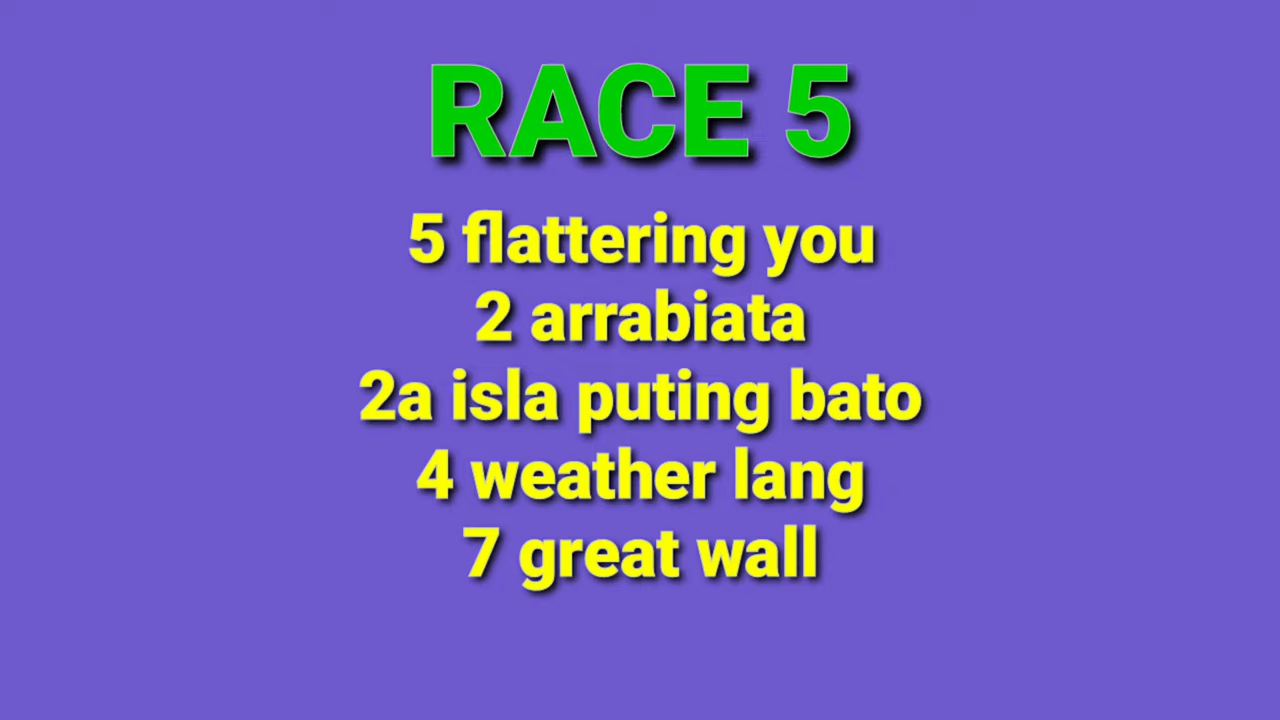 RACE 5
5 flattering you
2 arrabiata
2a isla puting bato
4 weather lang
7 great wall